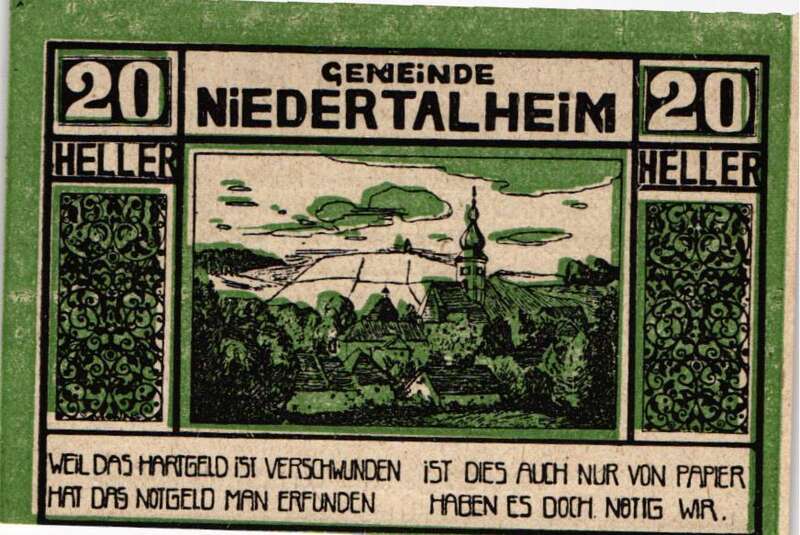 20
GEMEiNDE
NiEDERTALHEiM
20
HELLER
HELLER
WEIL DAS HARTGELD iST VERSCHWUNDEN
HAT DAS NOTGELD MAN ERFUNDEN
iST DIES AUCH NUR VON PAPIER
HABEN ES DOCH NÖTIG WIR.